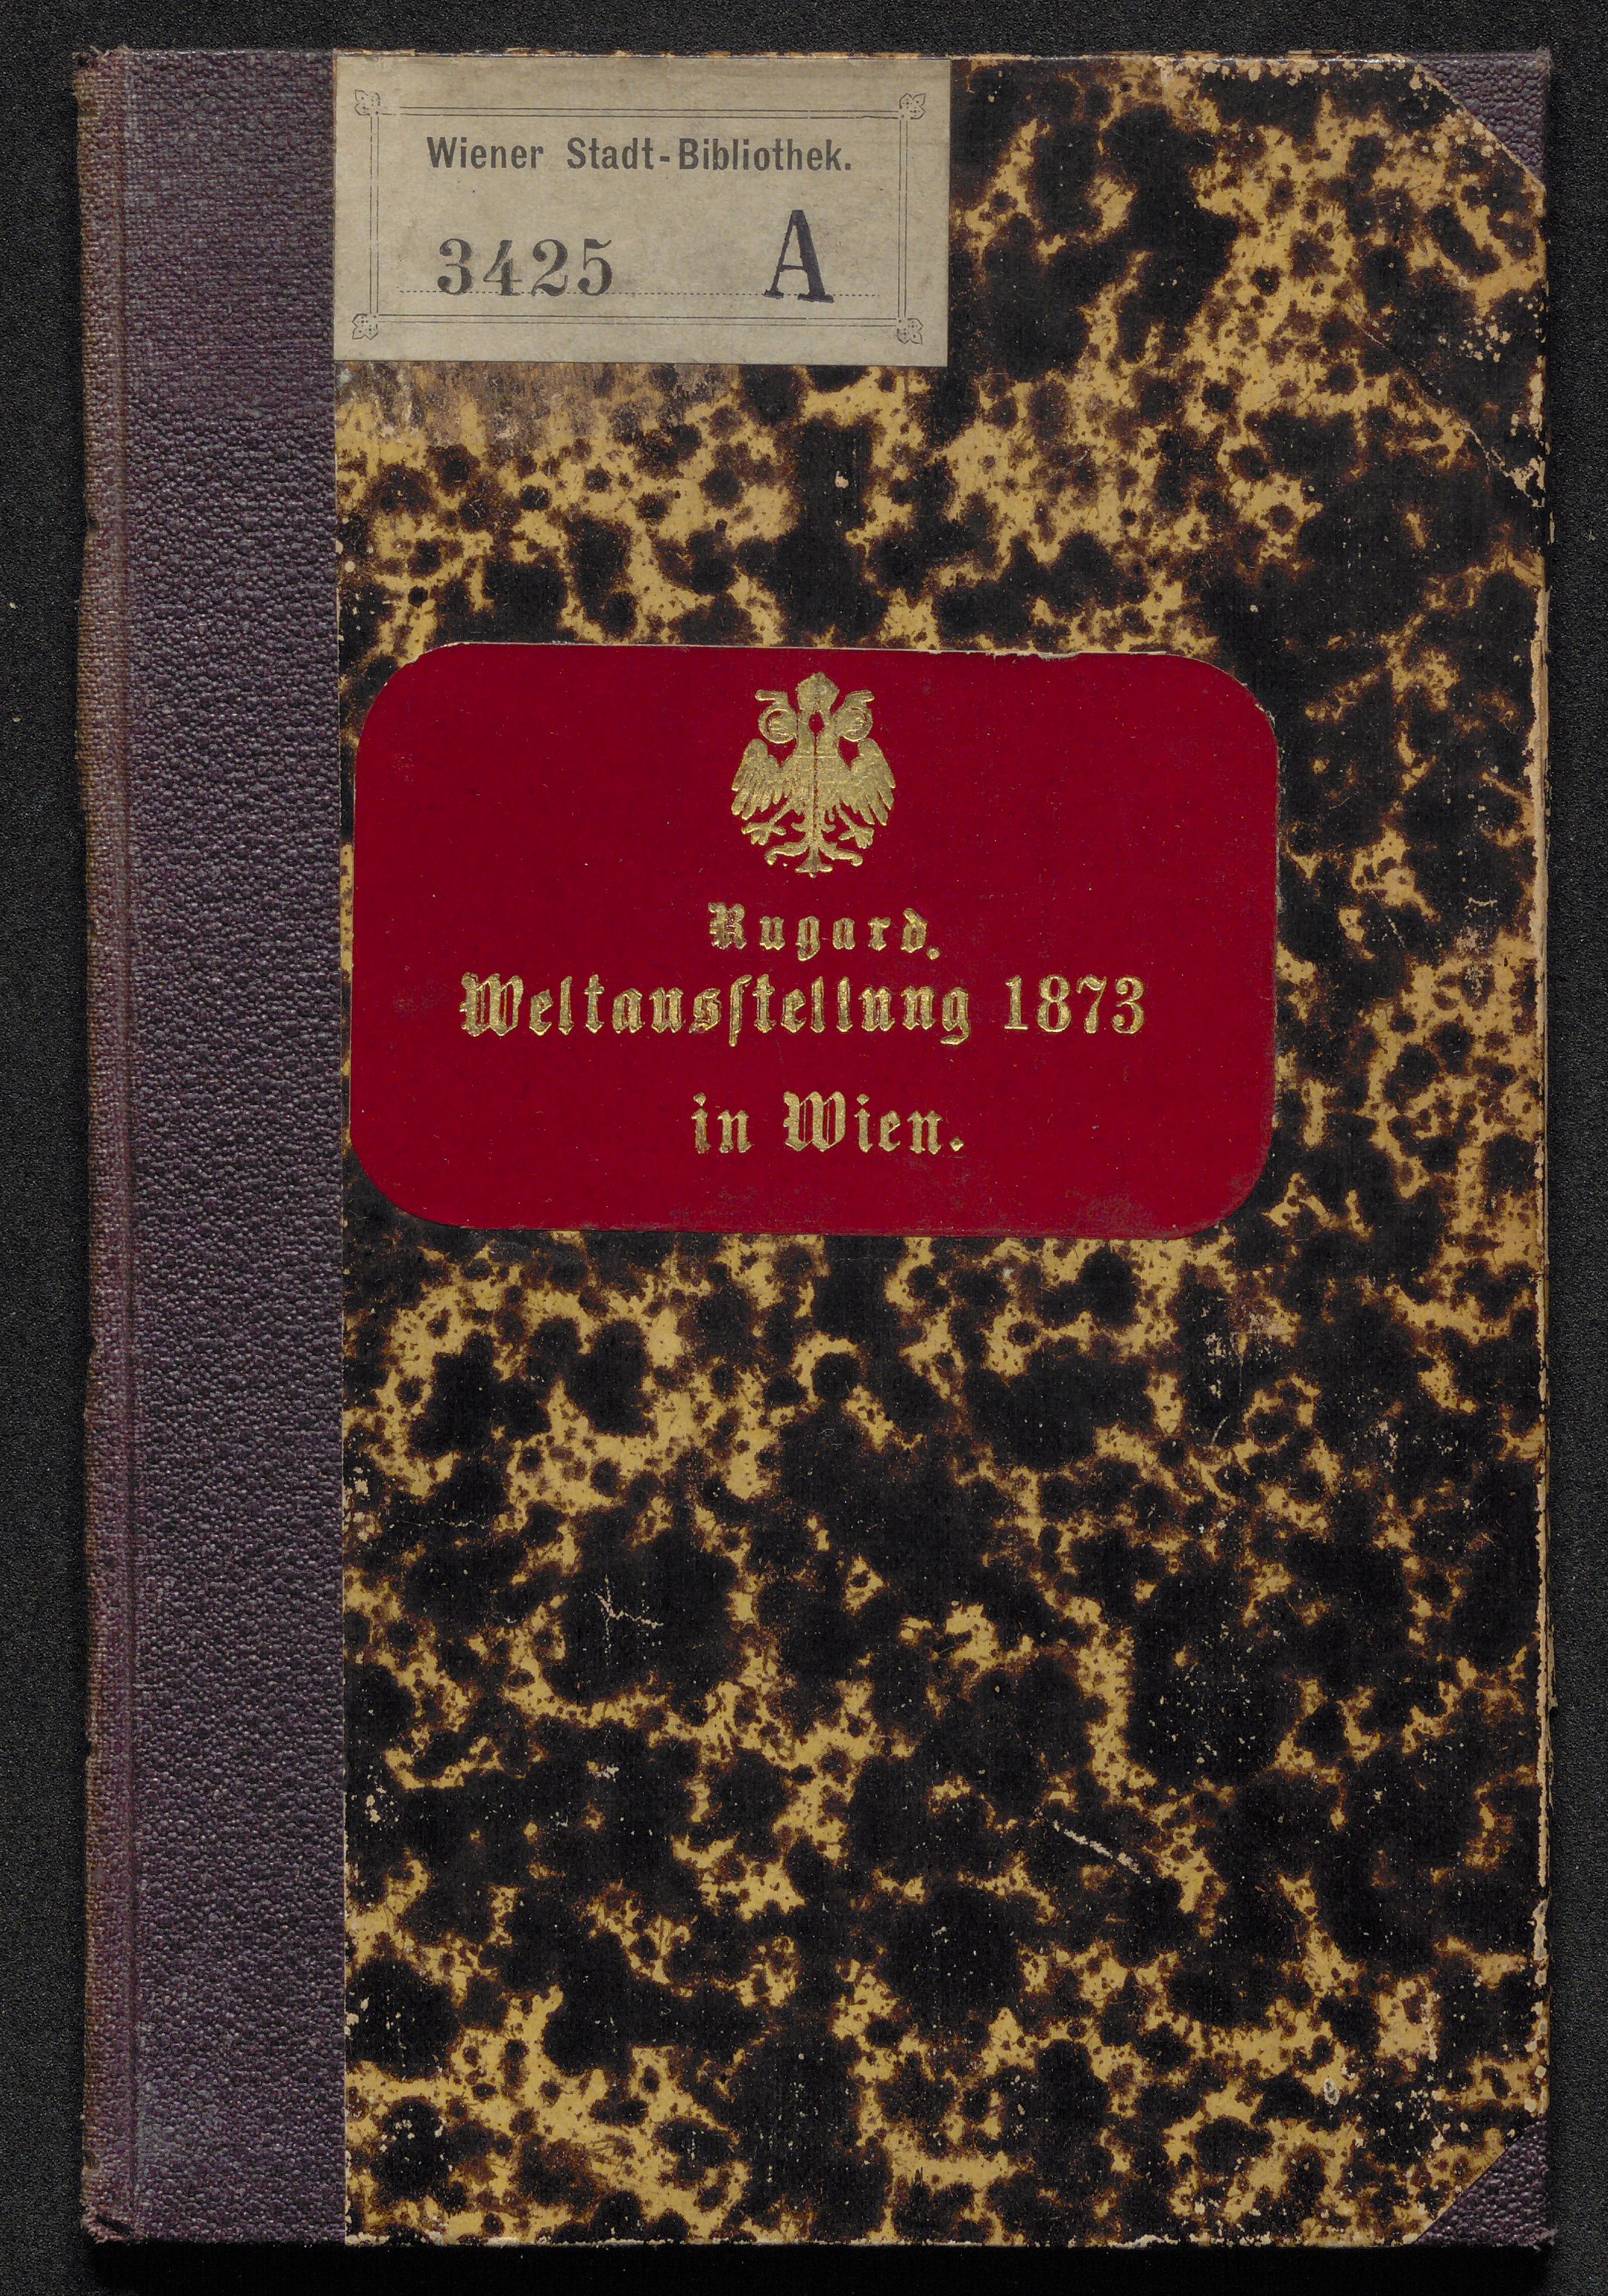 Wiener Stadt-Bibliothek.
3425 A
Rugard.
Weltausſtellung 1873
in Wien.